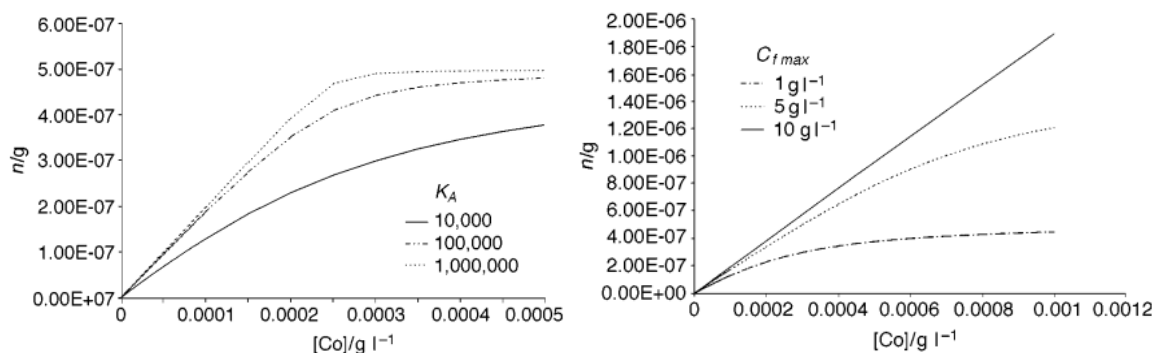 6.00E-07
5.00E-07
4.00E-07
3.00E-07
2.00E-07
1.00E-07
0.00E+07
n/g
0 0.0001 0.0002 0.0003 0.0004 0.0005
[Co]/g l⁻¹
K_A
10,000
100,000
1,000,000
2.00E-06
1.80E-06
1.60E-06
1.40E-06
1.20E-06
1.00E-06
8.00E-07
6.00E-07
4.00E-07
2.00E-07
0.00E+00
n/g
0 0.0002 0.0004 0.0006 0.0008 0.001 0.0012
[Co]/g l⁻¹
C_f max
1 g l⁻¹
5 g l⁻¹
10 g l⁻¹